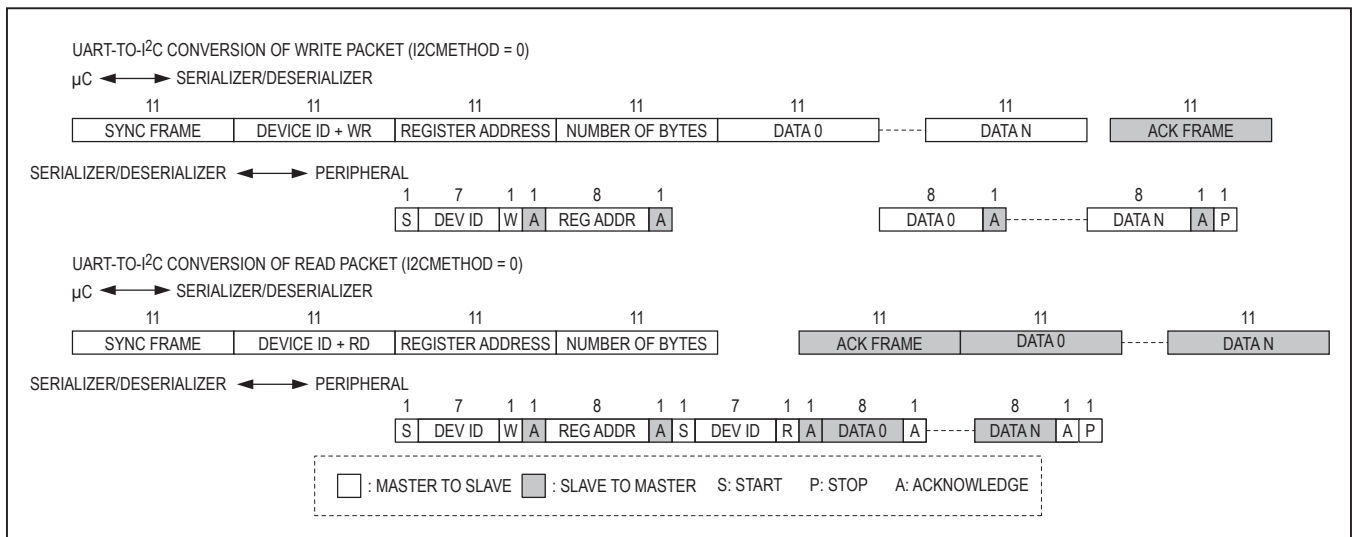 UART-TO-I2C CONVERSION OF WRITE PACKET (I2CMETHOD = 0)
µC SERIALIZER/DESERIALIZER
11 11 11 11 11 11 11
SYNC FRAME DEVICE ID + WR REGISTER ADDRESS NUMBER OF BYTES DATA 0 DATA N ACK FRAME
SERIALIZER/DESERIALIZER PERIPHERAL
1 7 1 1 8 1 8 1 8 1 1
S DEV ID W A REG ADDR A DATA 0 A DATA N A P
UART-TO-I2C CONVERSION OF READ PACKET (I2CMETHOD = 0)
µC SERIALIZER/DESERIALIZER
11 11 11 11 11 11 11
SYNC FRAME DEVICE ID + RD REGISTER ADDRESS NUMBER OF BYTES ACK FRAME DATA 0 DATA N
SERIALIZER/DESERIALIZER PERIPHERAL
1 7 1 1 8 1 1 7 1 1 8 1 8 1 1
S DEV ID W A REG ADDR A S DEV ID R A DATA 0 A DATA N A P
: MASTER TO SLAVE : SLAVE TO MASTER S: START P: STOP A: ACKNOWLEDGE